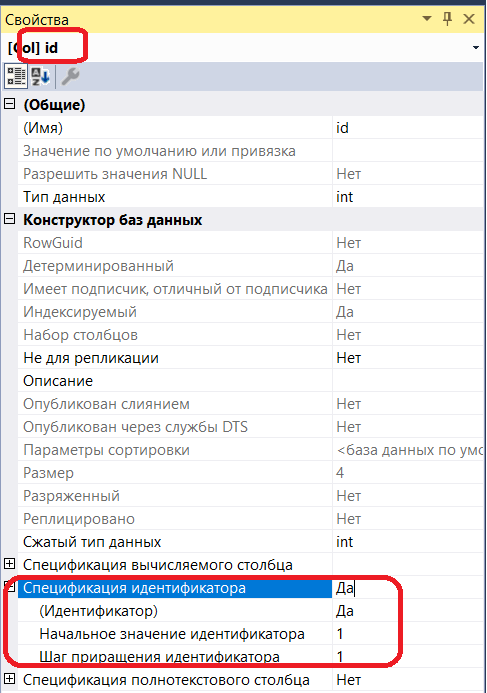 Свойства
[Col] id
(Общие)
(Имя) id
Значение по умолчанию или привязка
Разрешить значения NULL Нет
Тип данных int
Конструктор баз данных
RowGuid Нет
Детерминированный Да
Имеет подписчик, отличный от подписчика Нет
Индексируемый Да
Набор столбцов Нет
Не для репликации Нет
Описание
Опубликован слиянием Нет
Опубликован через службы DTS Нет
Параметры сортировки <база данных по умо
Размер 4
Разряженный Нет
Реплицировано Нет
Сжатый тип данных int
Спецификация вычисляемого столбца
Спецификация идентификатора Да
(Идентификатор) Да
Начальное значение идентификатора 1
Шаг приращения идентификатора 1
Спецификация полнотекстового столбца Нет